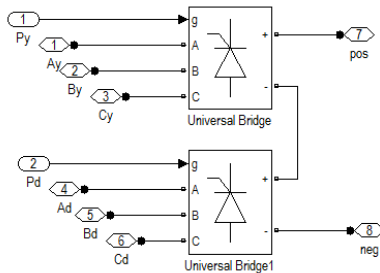 1
Py
g
+
7
pos
1
A
Ay
2
B
By
3
C
Cy
-
Universal Bridge
2
Pd
g
+
4
A
Ad
5
B
Bd
-
8
neg
6
C
Cd
Universal Bridge1